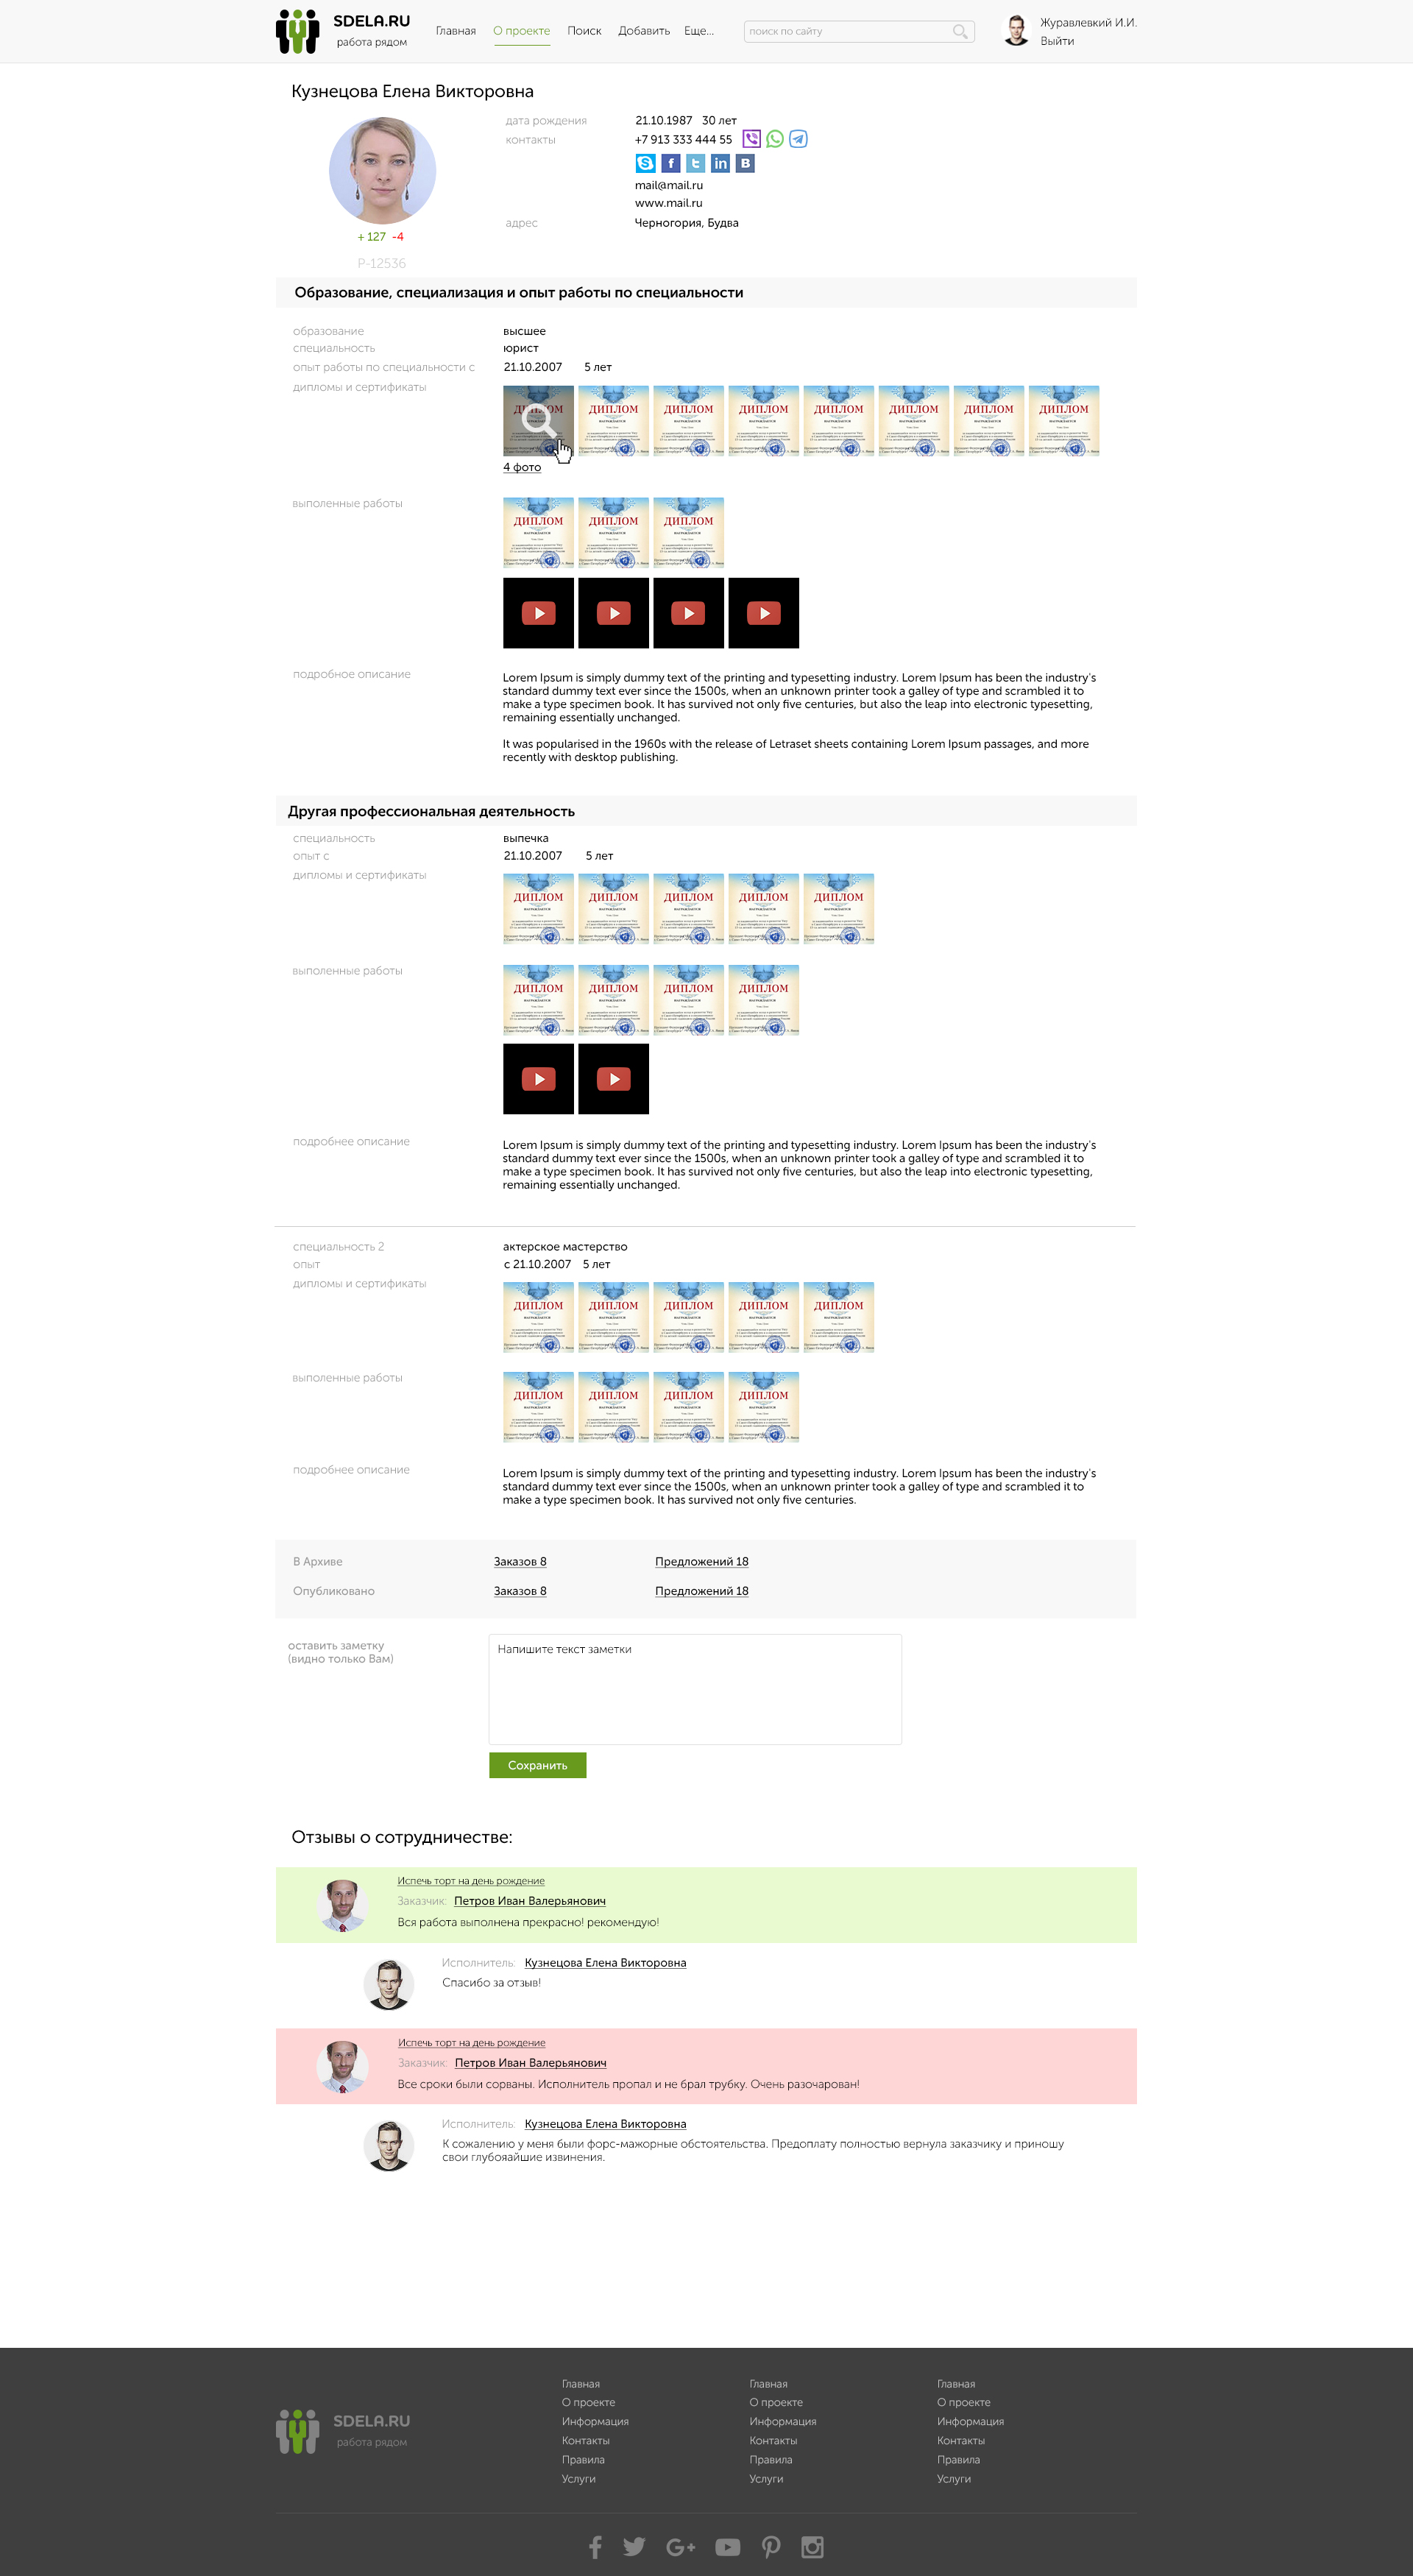 SDELA.RU
работа рядом
Главная О проекте Поиск Добавить Еще...
поиск по сайту
Журавлевкий И.И.
Выйти
Кузнецова Елена Викторовна
дата рождения 21.10.1987 30 лет
контакты +7 913 333 444 55
mail@mail.ru
www.mail.ru
адрес Черногория, Будва
+ 127 -4
P-12536
Образование, специализация и опыт работы по специальности
образование высшее
специальность юрист
опыт работы по специальности с 21.10.2007 5 лет
дипломы и сертификаты
ДИПЛОМ ДИПЛОМ ДИПЛОМ ДИПЛОМ ДИПЛОМ ДИПЛОМ ДИПЛОМ ДИПЛОМ
4 фото
выполенные работы
ДИПЛОМ ДИПЛОМ ДИПЛОМ
подробное описание
Lorem Ipsum is simply dummy text of the printing and typesetting industry. Lorem Ipsum has been the industry's
standard dummy text ever since the 1500s, when an unknown printer took a galley of type and scrambled it to
make a type specimen book. It has survived not only five centuries, but also the leap into electronic typesetting,
remaining essentially unchanged.
It was popularised in the 1960s with the release of Letraset sheets containing Lorem Ipsum passages, and more
recently with desktop publishing.
Другая профессиональная деятельность
специальность выпечка
опыт с 21.10.2007 5 лет
дипломы и сертификаты
ДИПЛОМ ДИПЛОМ ДИПЛОМ ДИПЛОМ ДИПЛОМ
выполенные работы
ДИПЛОМ ДИПЛОМ ДИПЛОМ ДИПЛОМ
подробнее описание
Lorem Ipsum is simply dummy text of the printing and typesetting industry. Lorem Ipsum has been the industry's
standard dummy text ever since the 1500s, when an unknown printer took a galley of type and scrambled it to
make a type specimen book. It has survived not only five centuries, but also the leap into electronic typesetting,
remaining essentially unchanged.
специальность 2 актерское мастерство
опыт с 21.10.2007 5 лет
дипломы и сертификаты
ДИПЛОМ ДИПЛОМ ДИПЛОМ ДИПЛОМ ДИПЛОМ
выполенные работы
ДИПЛОМ ДИПЛОМ ДИПЛОМ ДИПЛОМ
подробнее описание
Lorem Ipsum is simply dummy text of the printing and typesetting industry. Lorem Ipsum has been the industry's
standard dummy text ever since the 1500s, when an unknown printer took a galley of type and scrambled it to
make a type specimen book. It has survived not only five centuries.
В Архиве Заказов 8 Предложений 18
Опубликовано Заказов 8 Предложений 18
оставить заметку
(видно только Вам)
Напишите текст заметки
Сохранить
Отзывы о сотрудничестве:
Испечь торт на день рождение
Заказчик: Петров Иван Валерьянович
Вся работа выполнена прекрасно! рекомендую!
Исполнитель: Кузнецова Елена Викторовна
Спасибо за отзыв!
Испечь торт на день рождение
Заказчик: Петров Иван Валерьянович
Все сроки были сорваны. Исполнитель пропал и не брал трубку. Очень разочарован!
Исполнитель: Кузнецова Елена Викторовна
К сожалению у меня были форс-мажорные обстоятельства. Предоплату полностью вернула заказчику и приношу
свои глубояайшие извинения.
SDELA.RU
работа рядом
Главная Главная Главная
О проекте О проекте О проекте
Информация Информация Информация
Контакты Контакты Контакты
Правила Правила Правила
Услуги Услуги Услуги